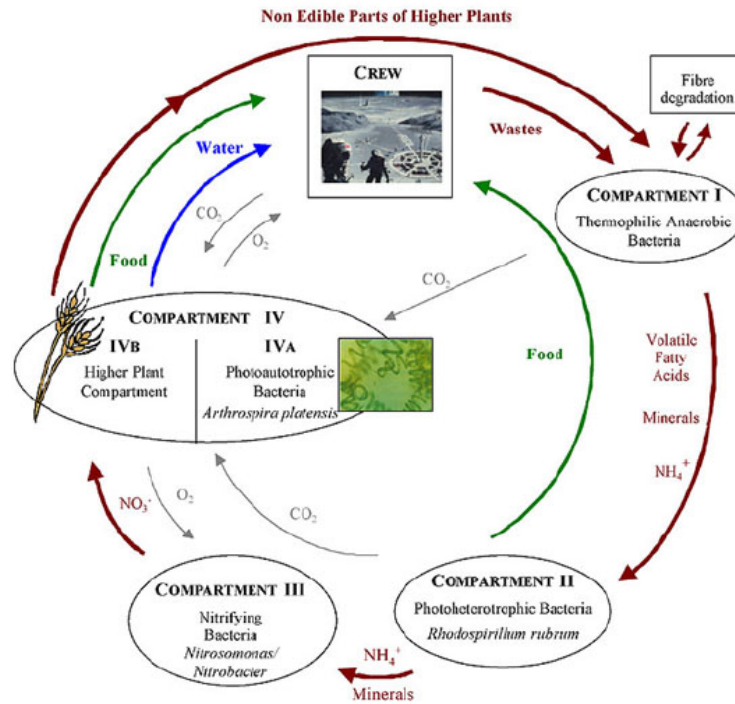 Non Edible Parts of Higher Plants
CREW
Fibre
degradation
Wastes
Water
CO2
O2
Food
COMPARTMENT I
Thermophilic Anaerobic
Bacteria
CO2
COMPARTMENT IV
IVB
Higher Plant
Compartment
IVA
Photoautotrophic
Bacteria
Arthrospira platensis
Food
Volatile
Fatty
Acids
Minerals
NH4+
NO3-
O2
CO2
COMPARTMENT III
Nitrifying
Bacteria
Nitrosomonas/
Nitrobacter
COMPARTMENT II
Photoheterotrophic Bacteria
Rhodospirillum rubrum
NH4+
Minerals